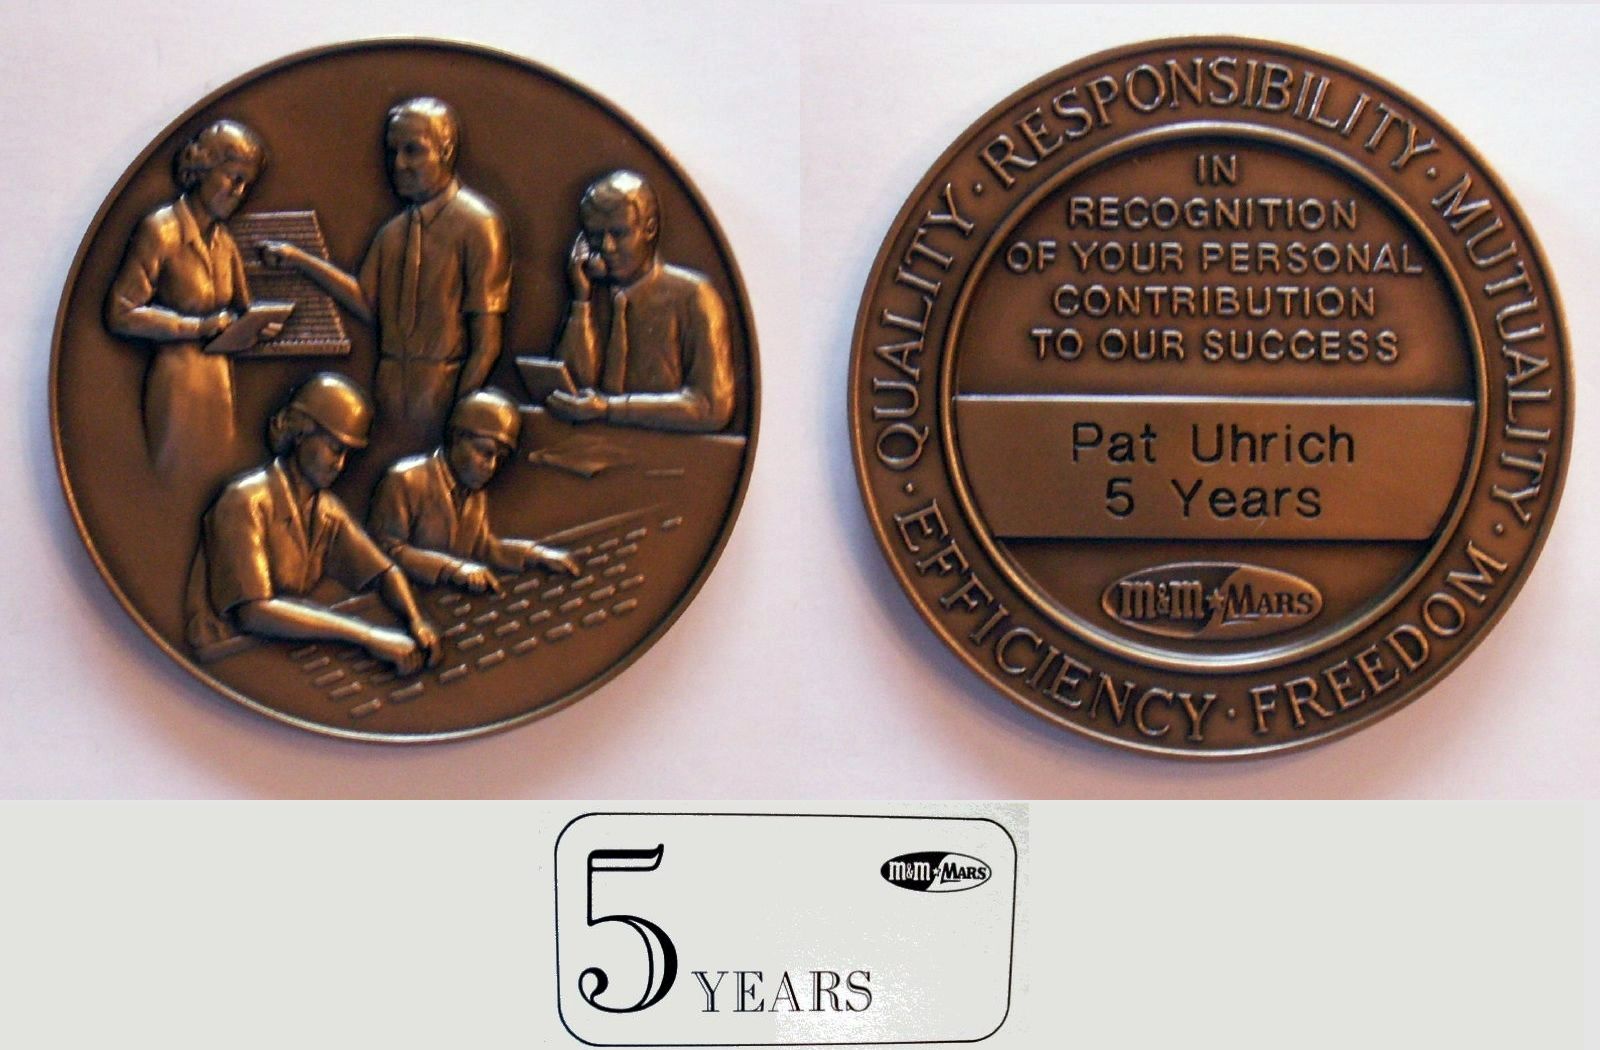 QUALITY · RESPONSIBILITY · MUTUALITY · EFFICIENCY · FREEDOM ·
IN
RECOGNITION
OF YOUR PERSONAL
CONTRIBUTION
TO OUR SUCCESS
Pat Uhrich
5 Years
M&M★MARS
M&M★MARS
5 YEARS